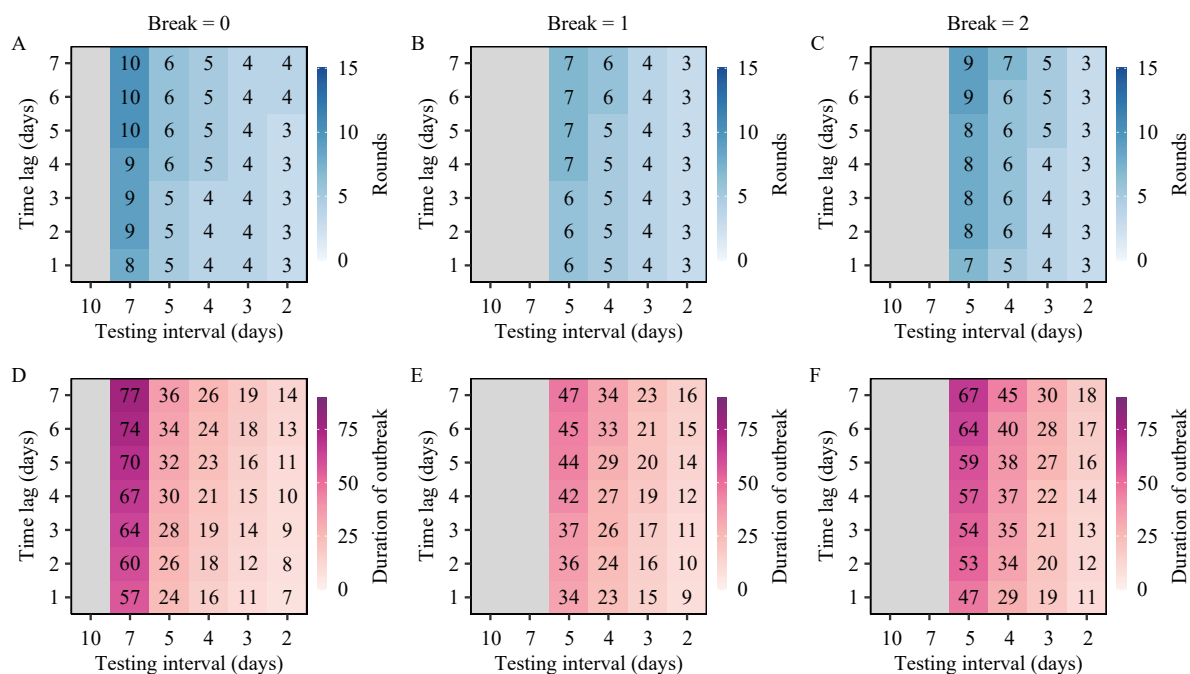 Break = 0
Break = 1
Break = 2
A
7 10 6 5 4 4
6 10 6 5 4 4
5 10 6 5 4 3
4 9 6 5 4 3
3 9 5 4 4 3
2 9 5 4 4 3
1 8 5 4 4 3
10 7 5 4 3 2
Time lag (days)
Testing interval (days)
15
10
5
0
Rounds
B
7 7 6 4 3
6 7 6 4 3
5 7 5 4 3
4 7 5 4 3
3 6 5 4 3
2 6 5 4 3
1 6 5 4 3
10 7 5 4 3 2
Time lag (days)
Testing interval (days)
15
10
5
0
Rounds
C
7 9 7 5 3
6 9 6 5 3
5 8 6 5 3
4 8 6 4 3
3 8 6 4 3
2 8 6 4 3
1 7 5 4 3
10 7 5 4 3 2
Time lag (days)
Testing interval (days)
15
10
5
0
Rounds
D
7 77 36 26 19 14
6 74 34 24 18 13
5 70 32 23 16 11
4 67 30 21 15 10
3 64 28 19 14 9
2 60 26 18 12 8
1 57 24 16 11 7
10 7 5 4 3 2
Time lag (days)
Testing interval (days)
75
50
25
0
Duration of outbreak
E
7 47 34 23 16
6 45 33 21 15
5 44 29 20 14
4 42 27 19 12
3 37 26 17 11
2 36 24 16 10
1 34 23 15 9
10 7 5 4 3 2
Time lag (days)
Testing interval (days)
75
50
25
0
Duration of outbreak
F
7 67 45 30 18
6 64 40 28 17
5 59 38 27 16
4 57 37 22 14
3 54 35 21 13
2 53 34 20 12
1 47 29 19 11
10 7 5 4 3 2
Time lag (days)
Testing interval (days)
75
50
25
0
Duration of outbreak